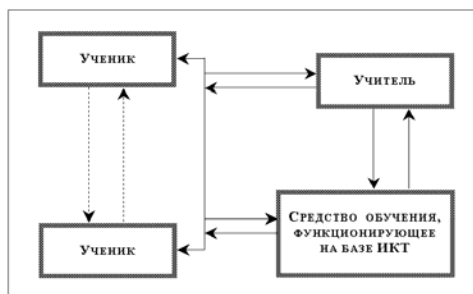 Ученик
Учитель
Ученик
Средство обучения,
функционирующее
на базе ИКТ